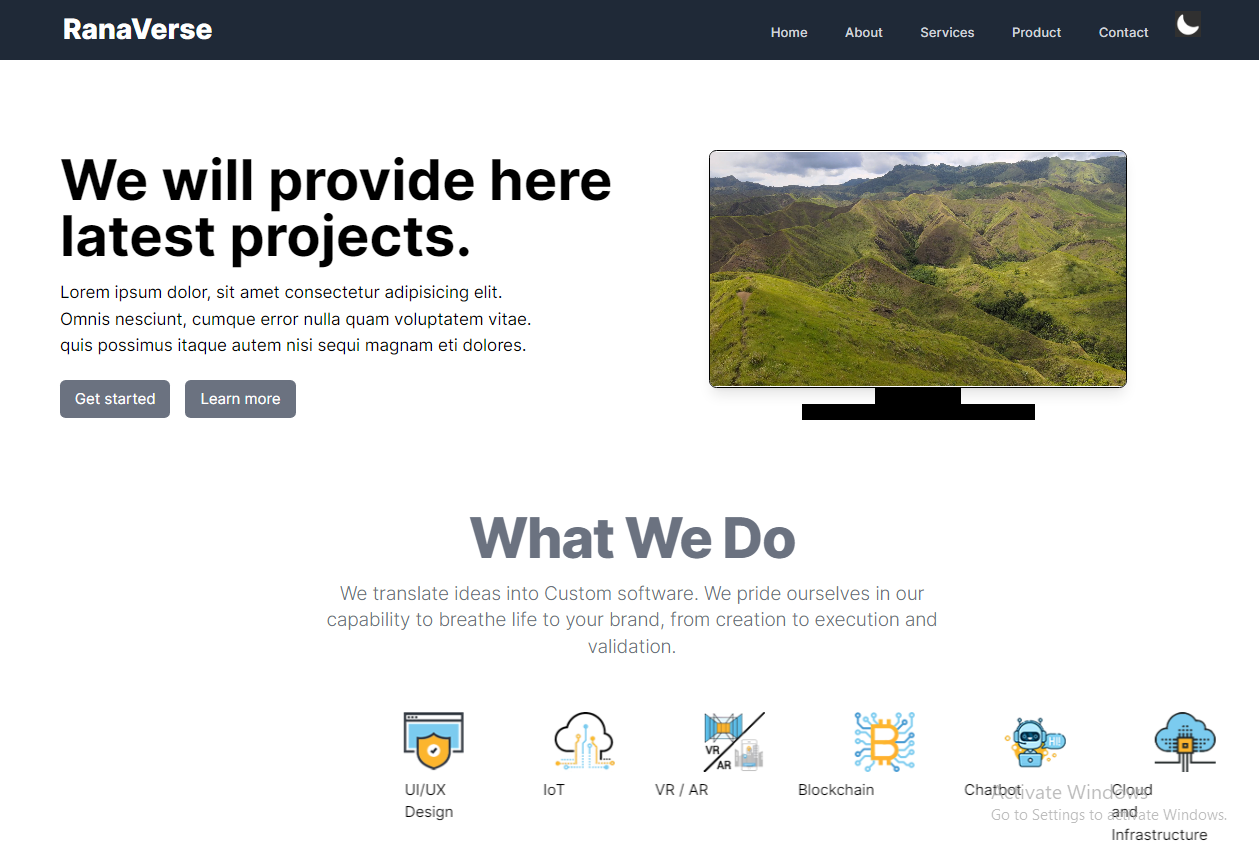 RanaVerse
Home About Services Product Contact
We will provide here
latest projects.
Lorem ipsum dolor, sit amet consectetur adipisicing elit.
Omnis nesciunt, cumque error nulla quam voluptatem vitae.
quis possimus itaque autem nisi sequi magnam eti dolores.
Get started Learn more
What We Do
We translate ideas into Custom software. We pride ourselves in our
capability to breathe life to your brand, from creation to execution and
validation.
VR
AR
Hi!
UI/UX
Design
IoT
VR / AR
Blockchain
Chatbot
Cloud
and
Infrastructure
Activate Windows
Go to Settings to activate Windows.